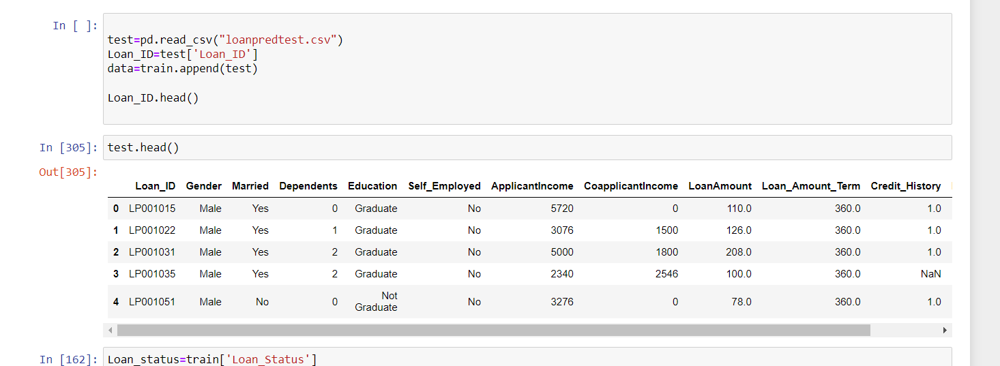 In [ ]:
test=pd.read_csv("loanpredtest.csv")
Loan_ID=test['Loan_ID']
data=train.append(test)
Loan_ID.head()
In [305]: test.head()
Out[305]:
Loan_ID Gender Married Dependents Education Self_Employed ApplicantIncome CoapplicantIncome LoanAmount Loan_Amount_Term Credit_History
0 LP001015 Male Yes 0 Graduate No 5720 0 110.0 360.0 1.0
1 LP001022 Male Yes 1 Graduate No 3076 1500 126.0 360.0 1.0
2 LP001031 Male Yes 2 Graduate No 5000 1800 208.0 360.0 1.0
3 LP001035 Male Yes 2 Graduate No 2340 2546 100.0 360.0 NaN
4 LP001051 Male No 0 Not Graduate No 3276 0 78.0 360.0 1.0
In [162]: Loan_status=train['Loan_Status']